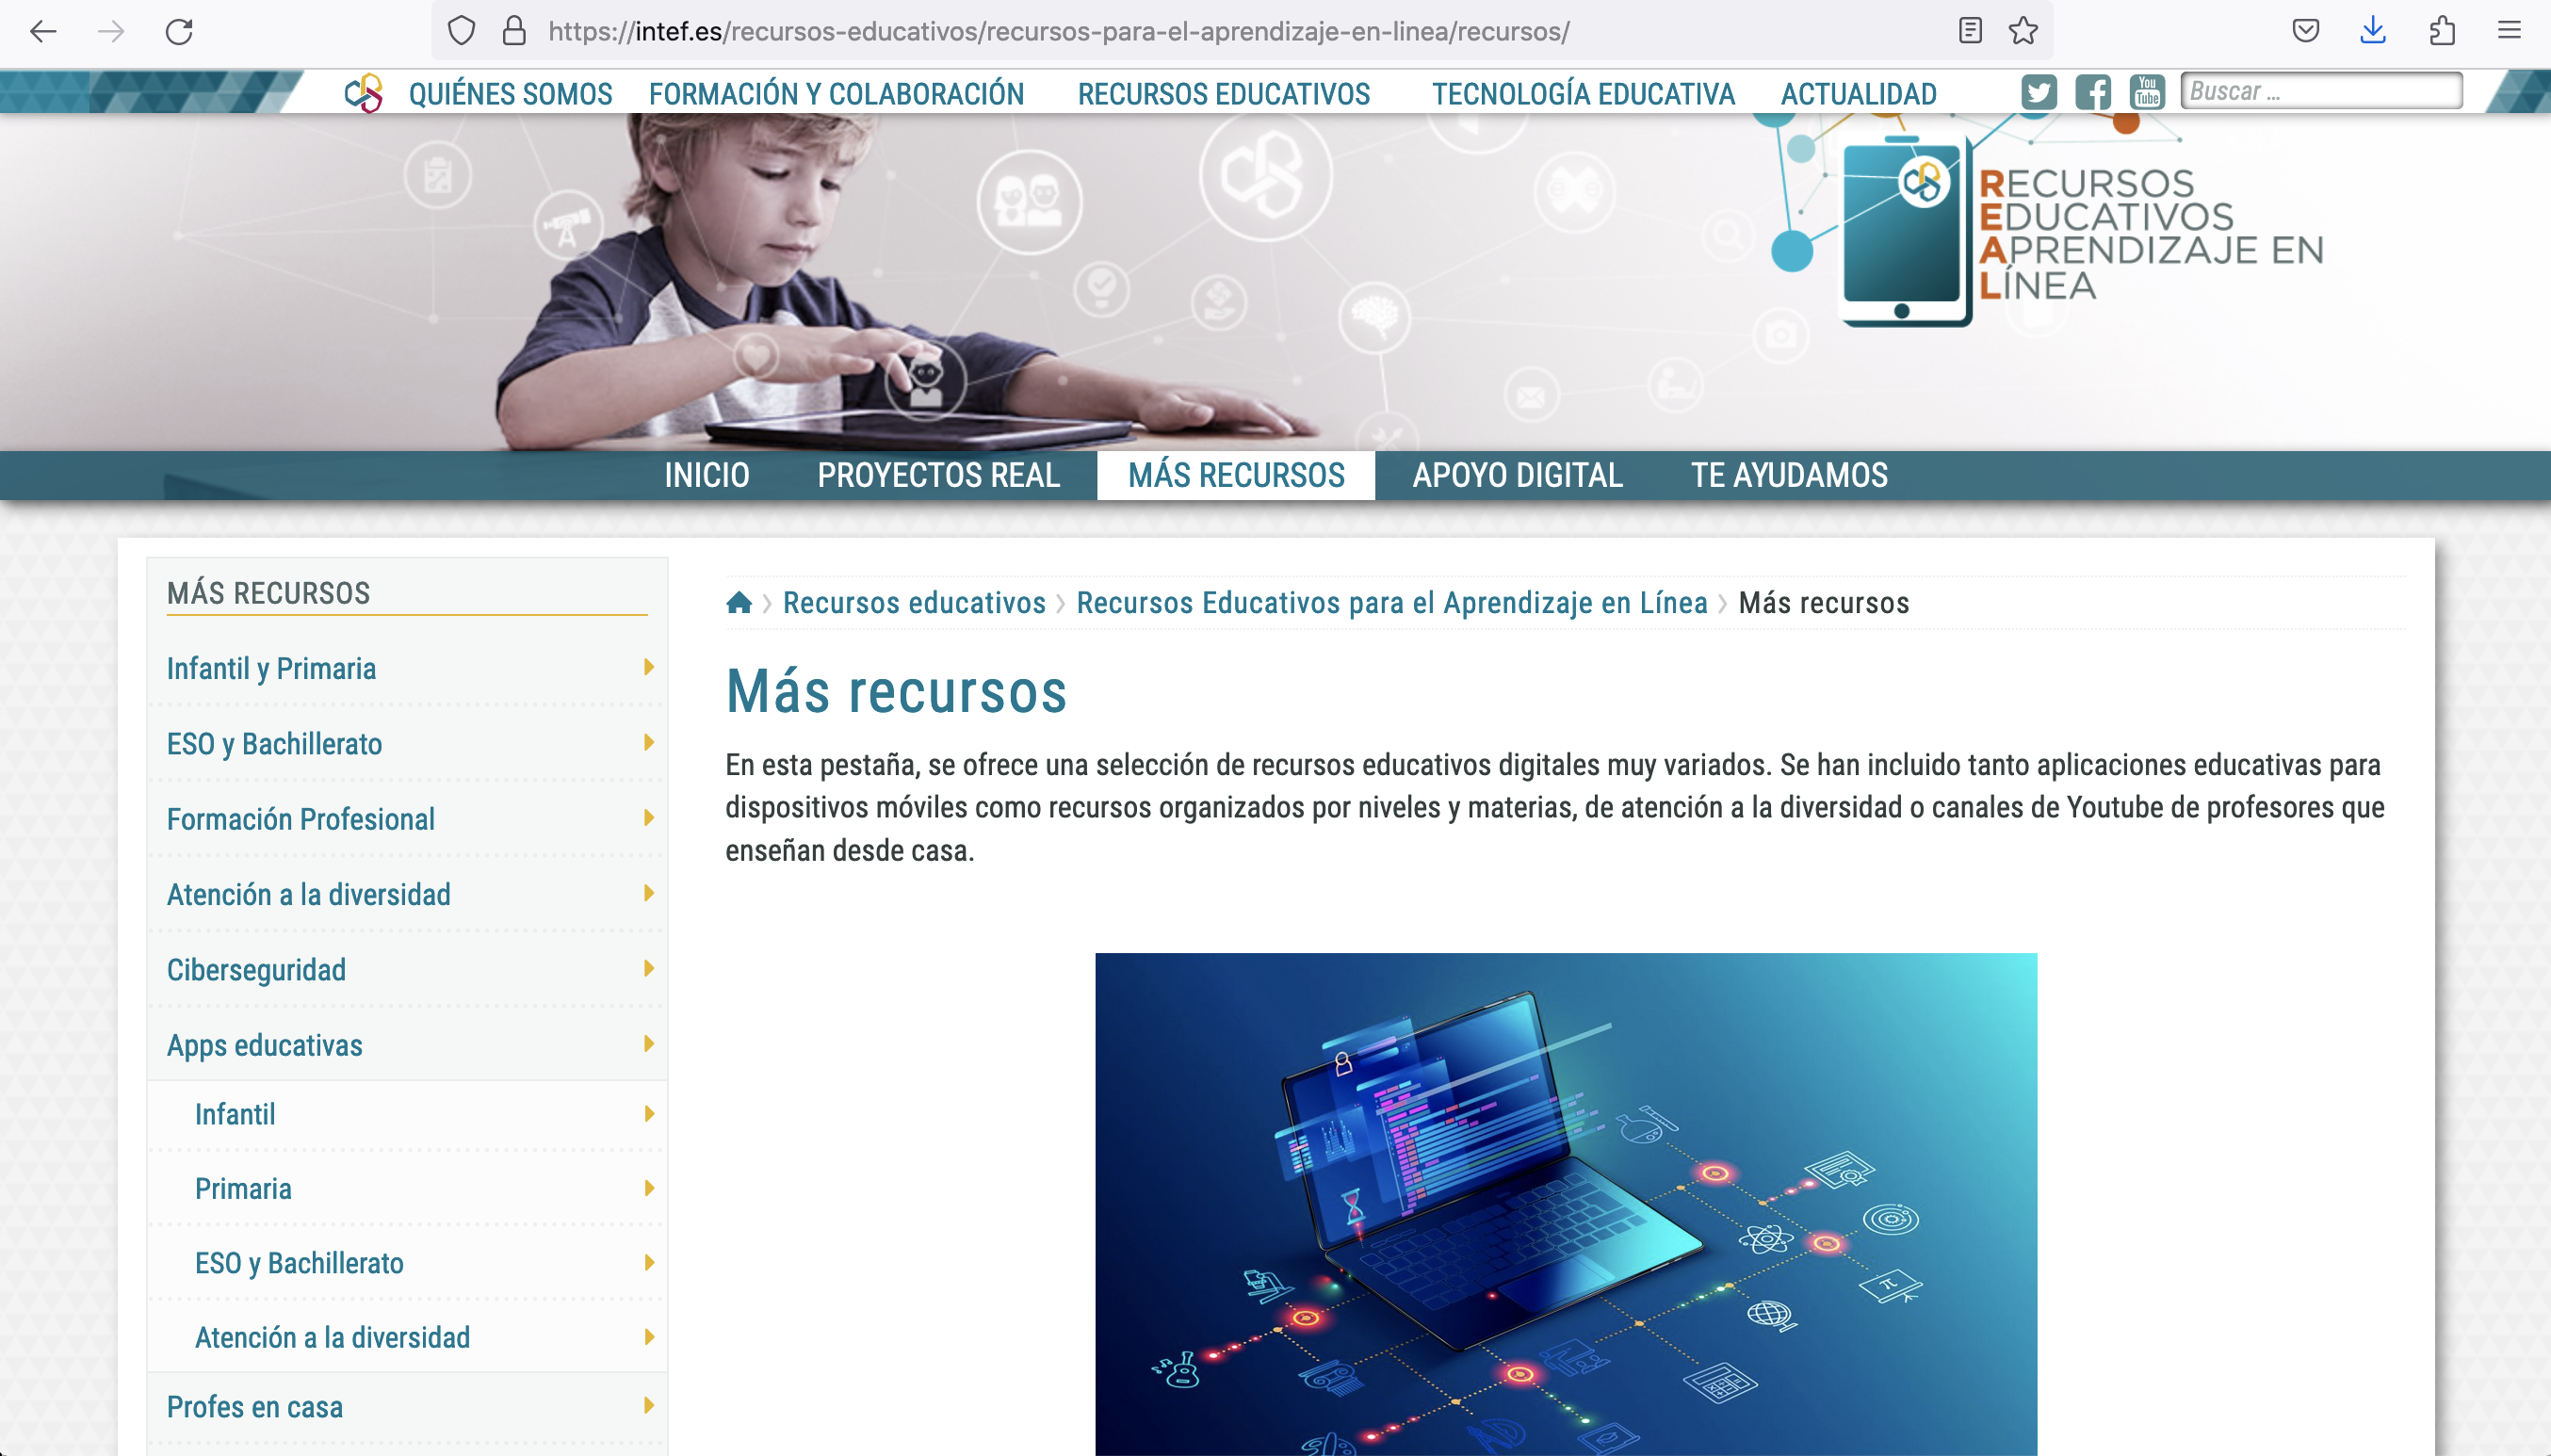 https://intef.es/recursos-educativos/recursos-para-el-aprendizaje-en-linea/recursos/
QUIÉNES SOMOS FORMACIÓN Y COLABORACIÓN RECURSOS EDUCATIVOS TECNOLOGÍA EDUCATIVA ACTUALIDAD You Tube Buscar ...
RECURSOS
EDUCATIVOS
APRENDIZAJE EN
LÍNEA
INICIO PROYECTOS REAL MÁS RECURSOS APOYO DIGITAL TE AYUDAMOS
MÁS RECURSOS
Infantil y Primaria
ESO y Bachillerato
Formación Profesional
Atención a la diversidad
Ciberseguridad
Apps educativas
Infantil
Primaria
ESO y Bachillerato
Atención a la diversidad
Profes en casa
Recursos educativos Recursos Educativos para el Aprendizaje en Línea Más recursos
Más recursos
En esta pestaña, se ofrece una selección de recursos educativos digitales muy variados. Se han incluido tanto aplicaciones educativas para
dispositivos móviles como recursos organizados por niveles y materias, de atención a la diversidad o canales de Youtube de profesores que
enseñan desde casa.
π